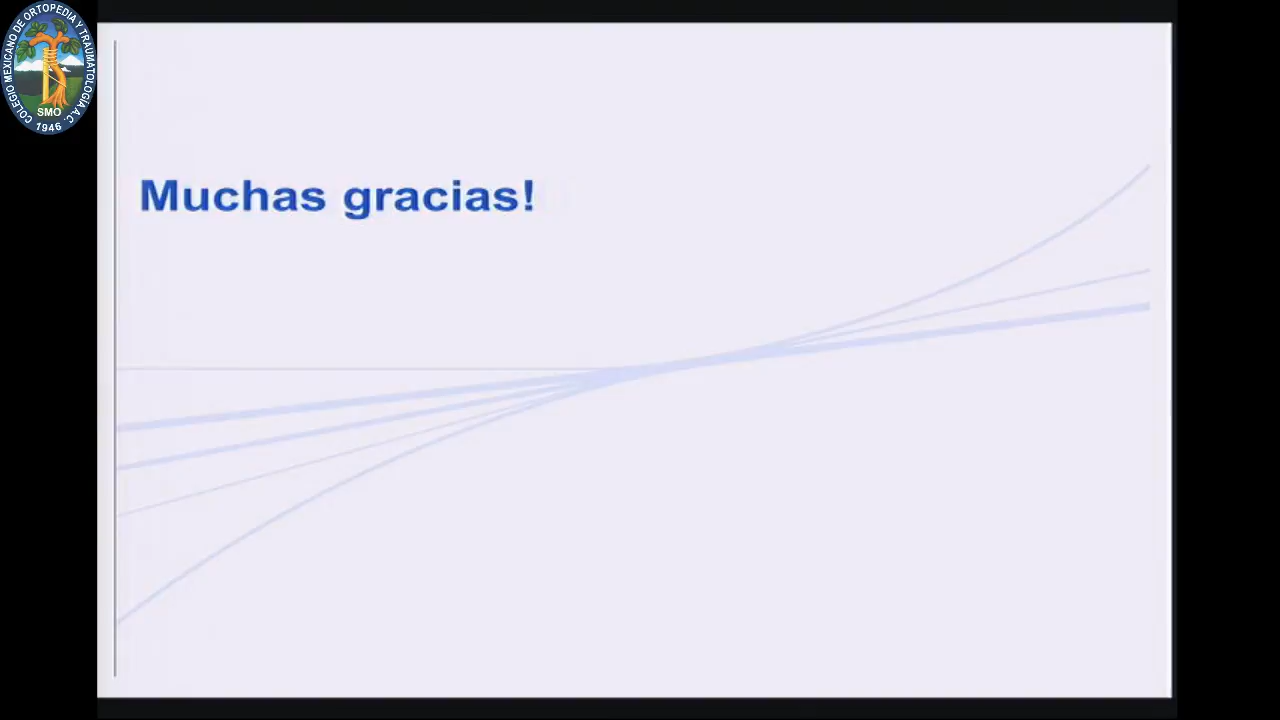 COLEGIO MEXICANO DE ORTOPEDIA Y TRAUMATOLOGIA A.C.
SMO
1946
Muchas gracias!